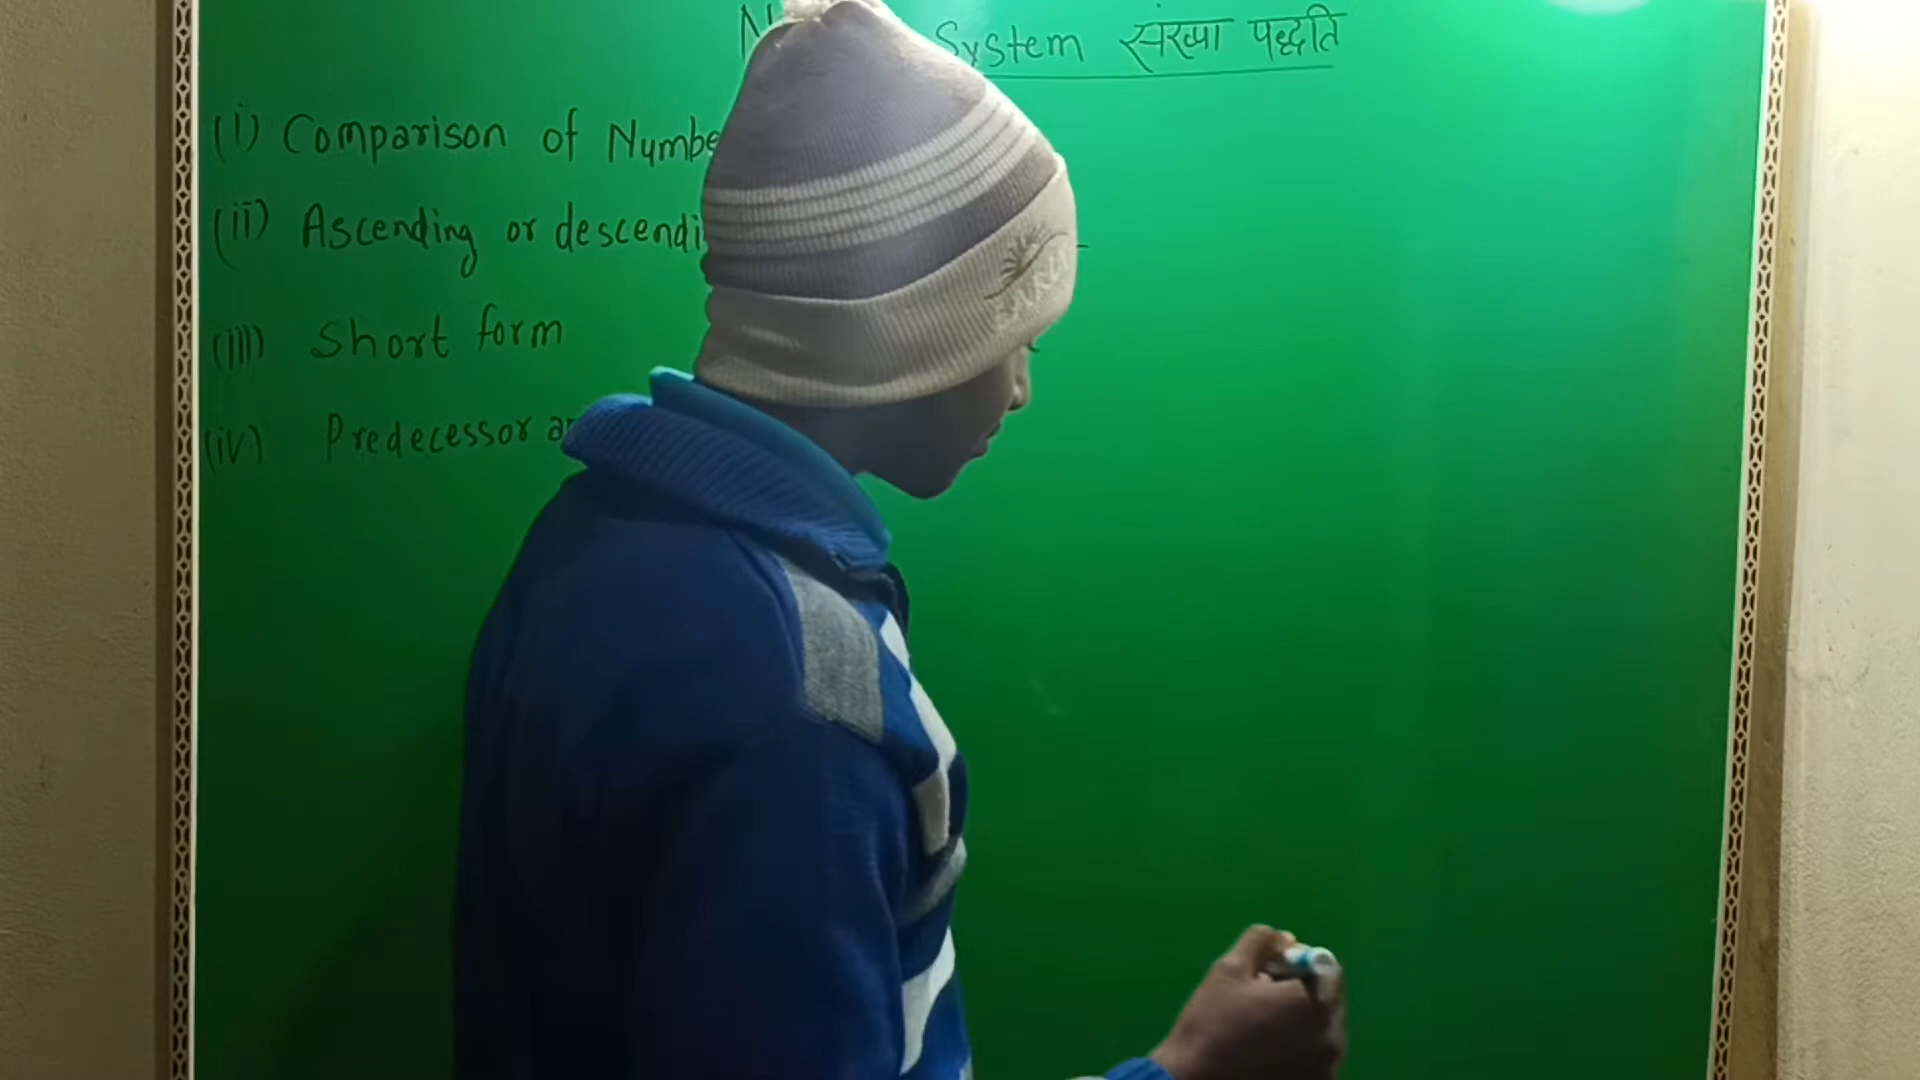 System संख्या पद्धति
(i) Comparison of Numbe
(ii) Ascending or descendi
(iii) Short form
(iv) Predecessor